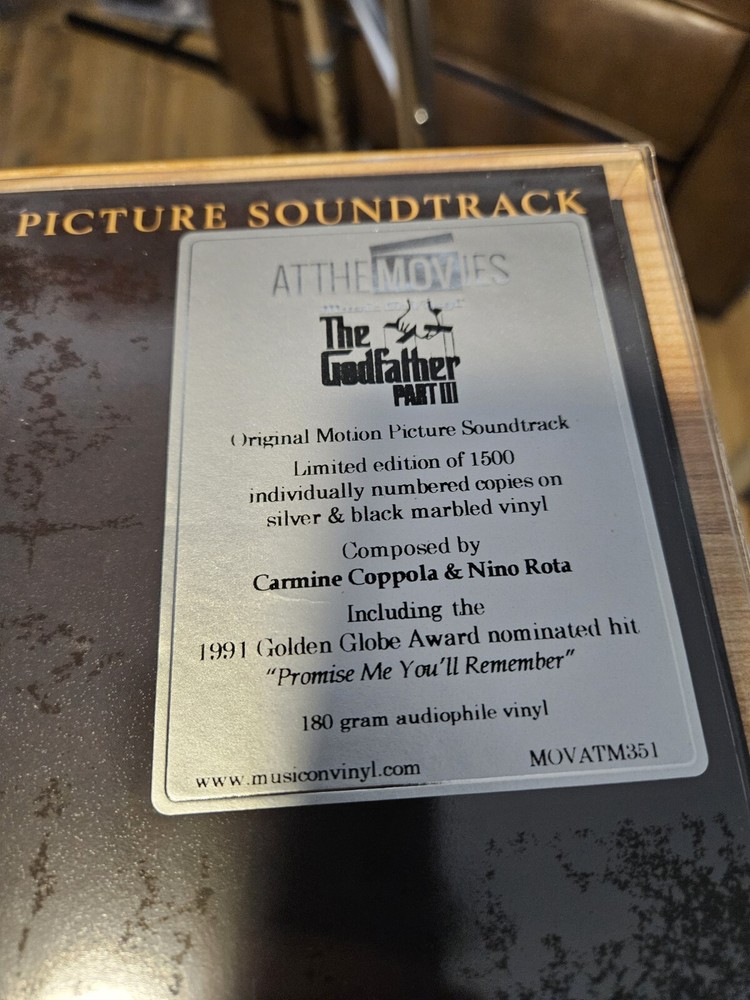 PICTURE SOUNDTRACK
ATTHEMOVIES
The
Godfather
PART III
Original Motion Picture Soundtrack
Limited edition of 1500
individually numbered copies on
silver & black marbled vinyl
Composed by
Carmine Coppola & Nino Rota
Including the
1991 Golden Globe Award nominated hit
“Promise Me You'll Remember”
180 gram audiophile vinyl
www.musiconvinyl.com MOVATM351